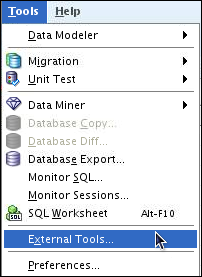 Tools Help
Data Modeler
Migration
Unit Test
Data Miner
Database Copy...
Database Diff...
Database Export...
Monitor SQL...
Monitor Sessions...
SQL Worksheet Alt-F10
External Tools...
Preferences...